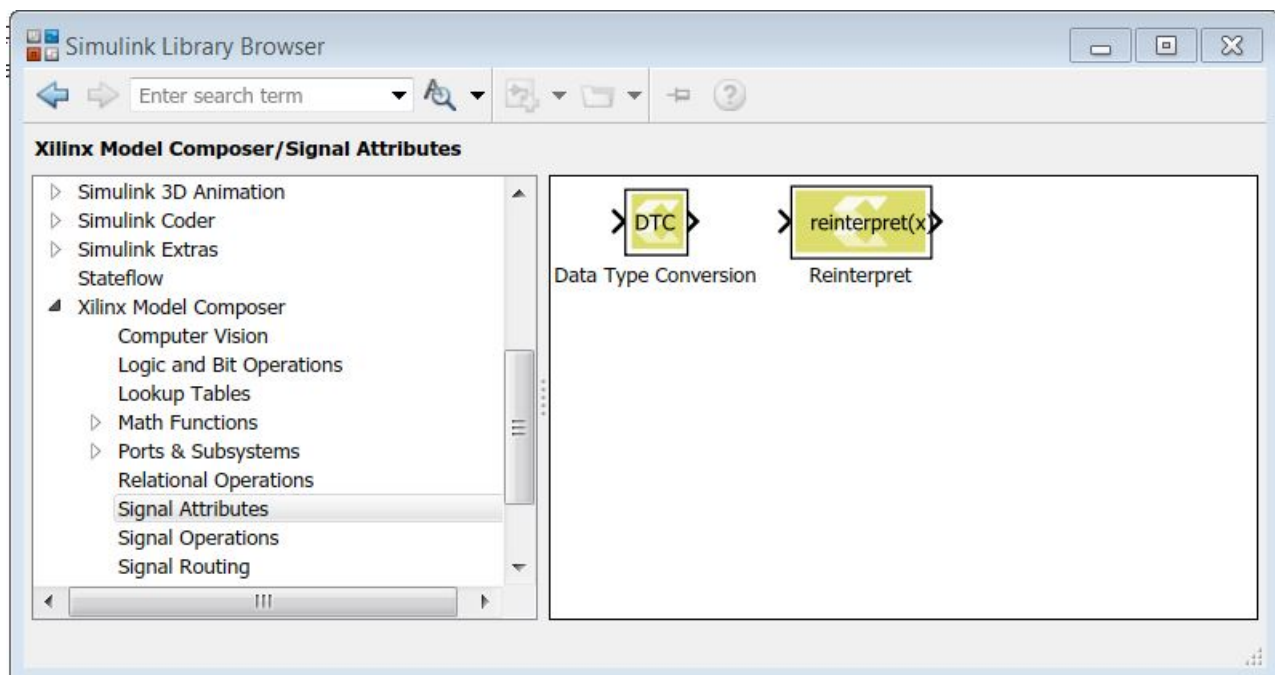 Simulink Library Browser
Enter search term
Xilinx Model Composer/Signal Attributes
Simulink 3D Animation
Simulink Coder
Simulink Extras
Stateflow
Xilinx Model Composer
Computer Vision
Logic and Bit Operations
Lookup Tables
Math Functions
Ports & Subsystems
Relational Operations
Signal Attributes
Signal Operations
Signal Routing
DTC
reinterpret(x)
Data Type Conversion
Reinterpret